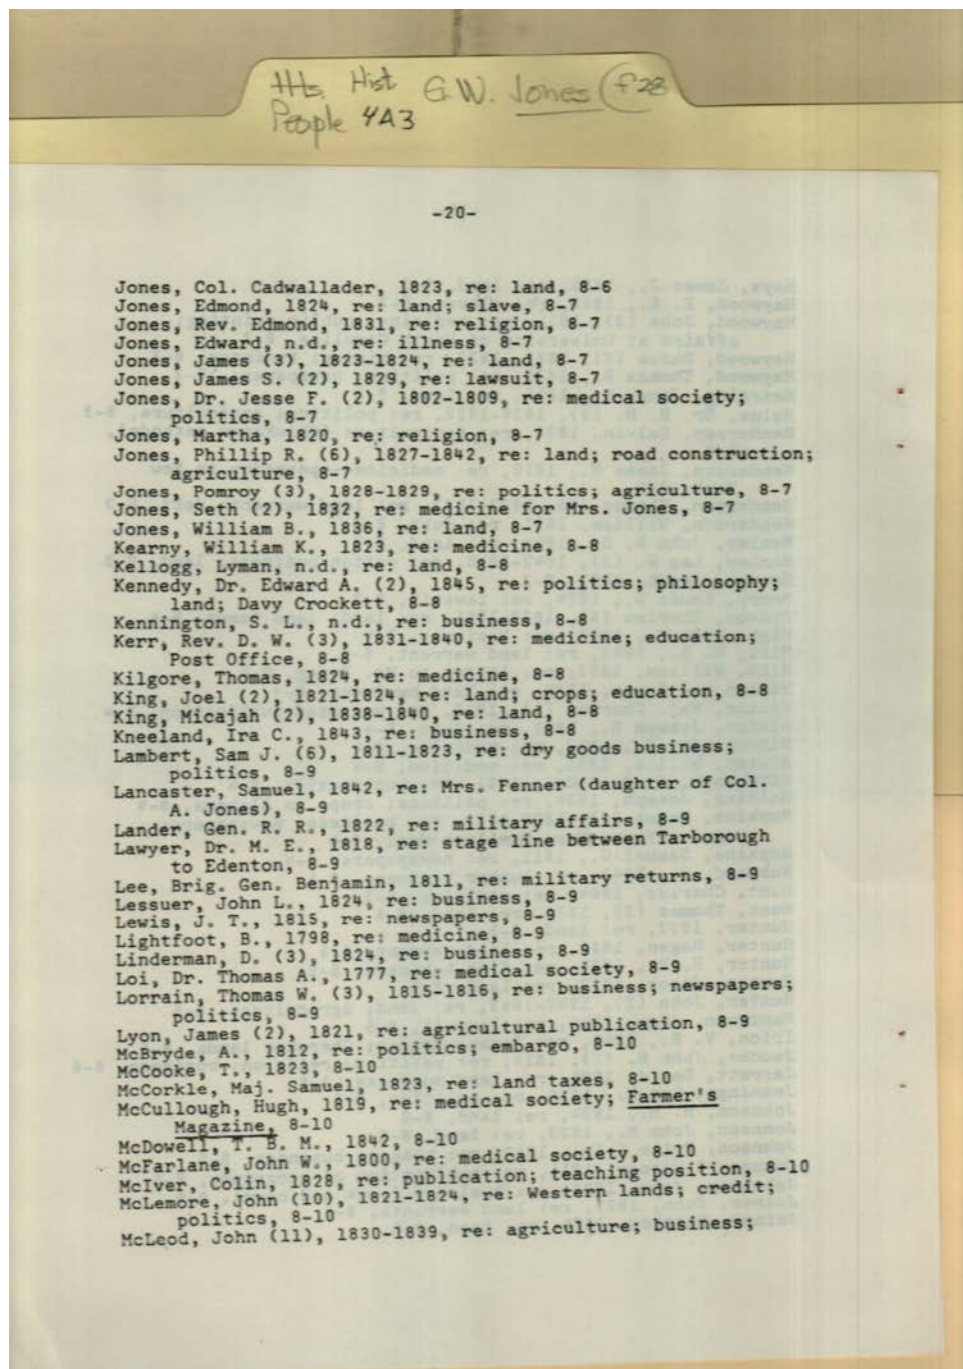 Hts. Hist G.W. Jones f28
People 4A3
-20-
Jones, Col. Cadwallader, 1823, re: land, 8-6
Jones, Edmond, 1824, re: land; slave, 8-7
Jones, Rev. Edmond, 1831, re: religion, 8-7
Jones, Edward, n.d., re: illness, 8-7
Jones, James (3), 1823-1824, re: land, 8-7
Jones, James S. (2), 1829, re: lawsuit, 8-7
Jones, Dr. Jesse F. (2), 1802-1809, re: medical society;
politics, 8-7
Jones, Martha, 1820, re: religion, 8-7
Jones, Phillip R. (6), 1827-1842, re: land; road construction;
agriculture, 8-7
Jones, Pomroy (3), 1828-1829, re: politics; agriculture, 8-7
Jones, Seth (2), 1832, re: medicine for Mrs. Jones, 8-7
Jones, William B., 1836, re: land, 8-7
Kearny, William K., 1823, re: medicine, 8-8
Kellogg, Lyman, n.d., re: land, 8-8
Kennedy, Dr. Edward A. (2), 1845, re: politics; philosophy;
land; Davy Crockett, 8-8
Kennington, S. L., n.d., re: business, 8-8
Kerr, Rev. D. W. (3), 1831-1840, re: medicine; education;
Post Office, 8-8
Kilgore, Thomas, 1824, re: medicine, 8-8
King, Joel (2), 1821-1824, re: land; crops; education, 8-8
King, Micajah (2), 1838-1840, re: land, 8-8
Kneeland, Ira C., 1843, re: business, 8-8
Lambert, Sam J. (6), 1811-1823, re: dry goods business;
politics, 8-9
Lancaster, Samuel, 1842, re: Mrs. Fenner (daughter of Col.
A. Jones), 8-9
Lander, Gen. R. R., 1822, re: military affairs, 8-9
Lawyer, Dr. M. E., 1818, re: stage line between Tarborough
to Edenton, 8-9
Lee, Brig. Gen. Benjamin, 1811, re: military returns, 8-9
Lessuer, John L., 1824, re: business, 8-9
Lewis, J. T., 1815, re: newspapers, 8-9
Lightfoot, B., 1798, re: medicine, 8-9
Linderman, D. (3), 1824, re: business, 8-9
Loi, Dr. Thomas A., 1777, re: medical society, 8-9
Lorrain, Thomas W. (3), 1815-1816, re: business; newspapers;
politics, 8-9
Lyon, James (2), 1821, re: agricultural publication, 8-9
McBryde, A., 1812, re: politics; embargo, 8-10
McCooke, T., 1823, 8-10
McCorkle, Maj. Samuel, 1823, re: land taxes, 8-10
McCullough, Hugh, 1819, re: medical society; Farmer's
Magazine, 8-10
McDowell, T. B. M., 1842, 8-10
McFarlane, John W., 1800, re: medical society, 8-10
McIver, Colin, 1828, re: publication; teaching position, 8-10
McLemore, John (10), 1821-1824, re: Western lands; credit;
politics, 8-10
McLeod, John (11), 1830-1839, re: agriculture; business;